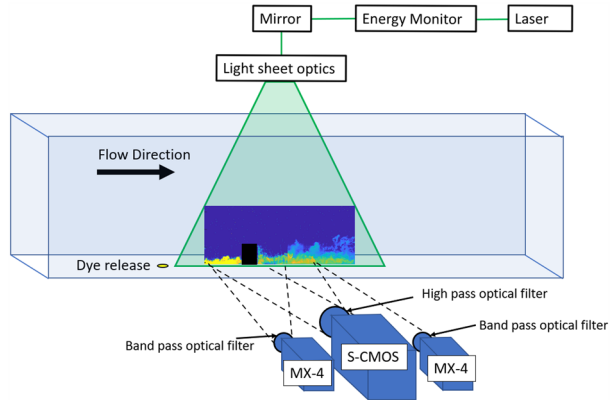 Mirror
Energy Monitor
Laser
Light sheet optics
Flow Direction
Dye release
High pass optical filter
Band pass optical filter
Band pass optical filter
S-CMOS
MX-4
MX-4